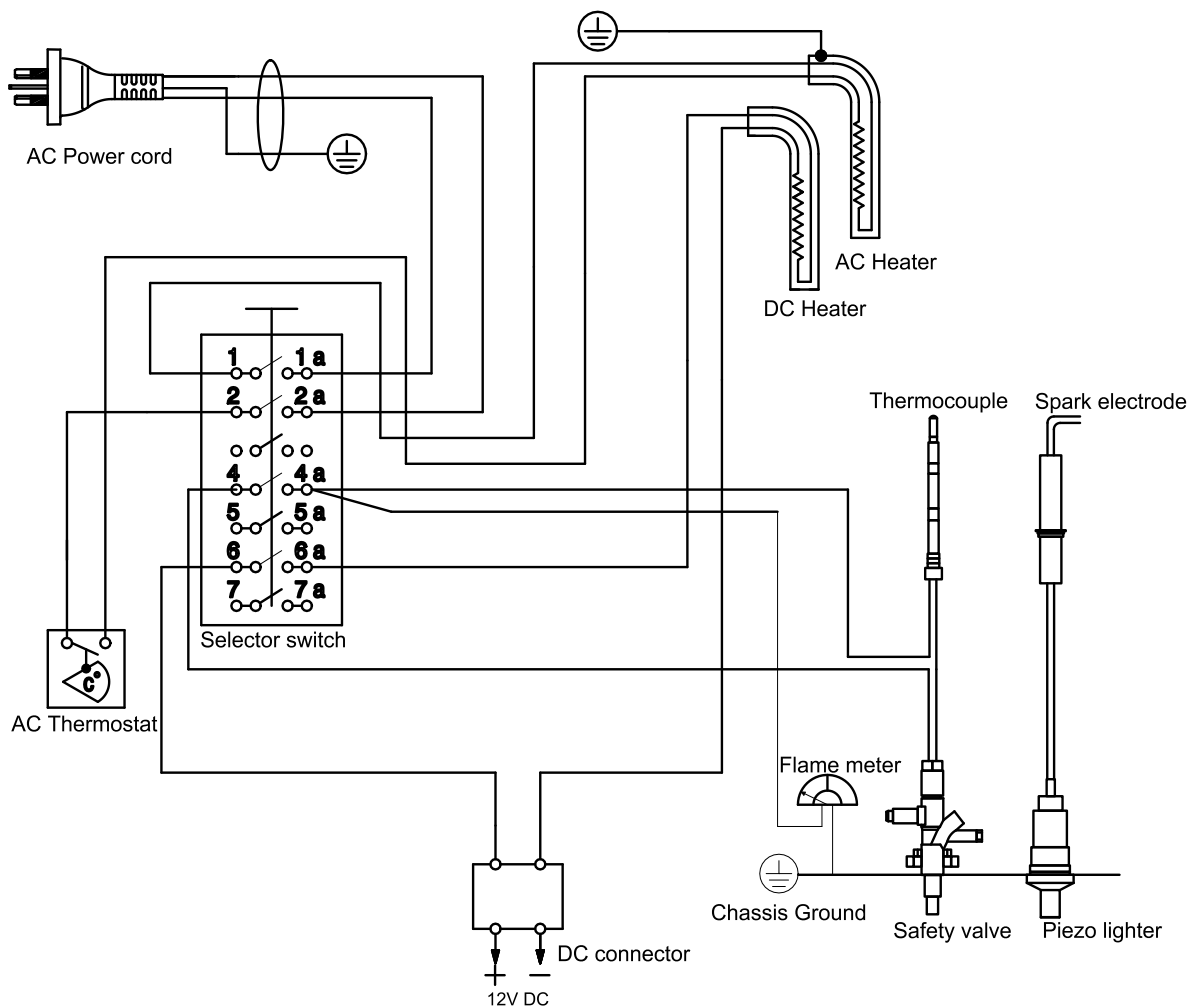 AC Power cord
AC Heater
DC Heater
1 1 a
2 2 a
4 4 a
5 5 a
6 6 a
7 7 a
Selector switch
Thermocouple
Spark electrode
C°
AC Thermostat
Flame meter
Chassis Ground
Safety valve
Piezo lighter
DC connector
+ −
12V DC